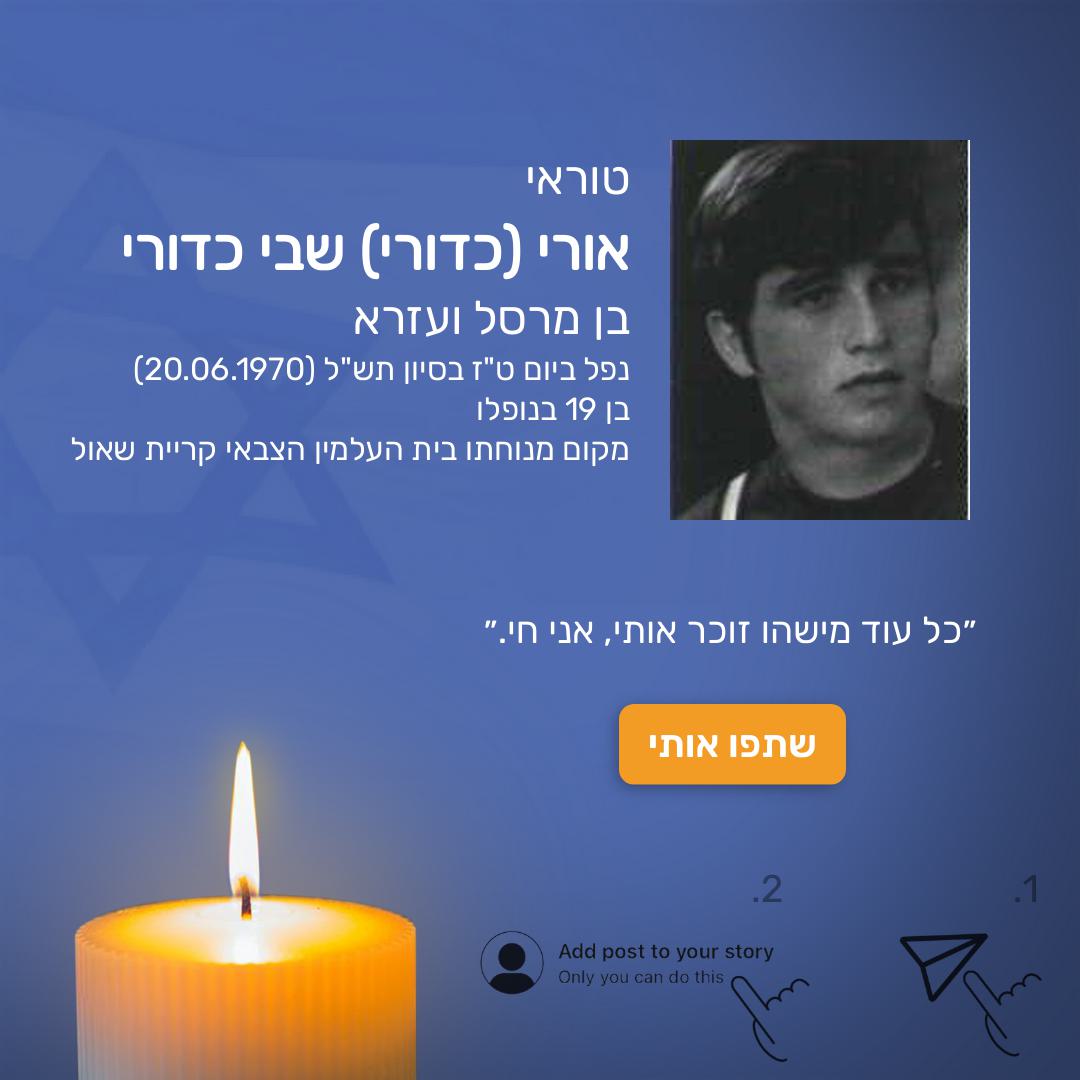 טוראי
אורי (כדורי) שבי כדורי
בן מרסל ועזרא
נפל ביום ט"ז בסיון תש"ל (20.06.1970)
בן 19 בנופלו
מקום מנוחתו בית העלמין הצבאי קריית שאול
״כל עוד מישהו זוכר אותי, אני חי.״
שתפו אותי
.1
.2
Add post to your story
Only you can do this